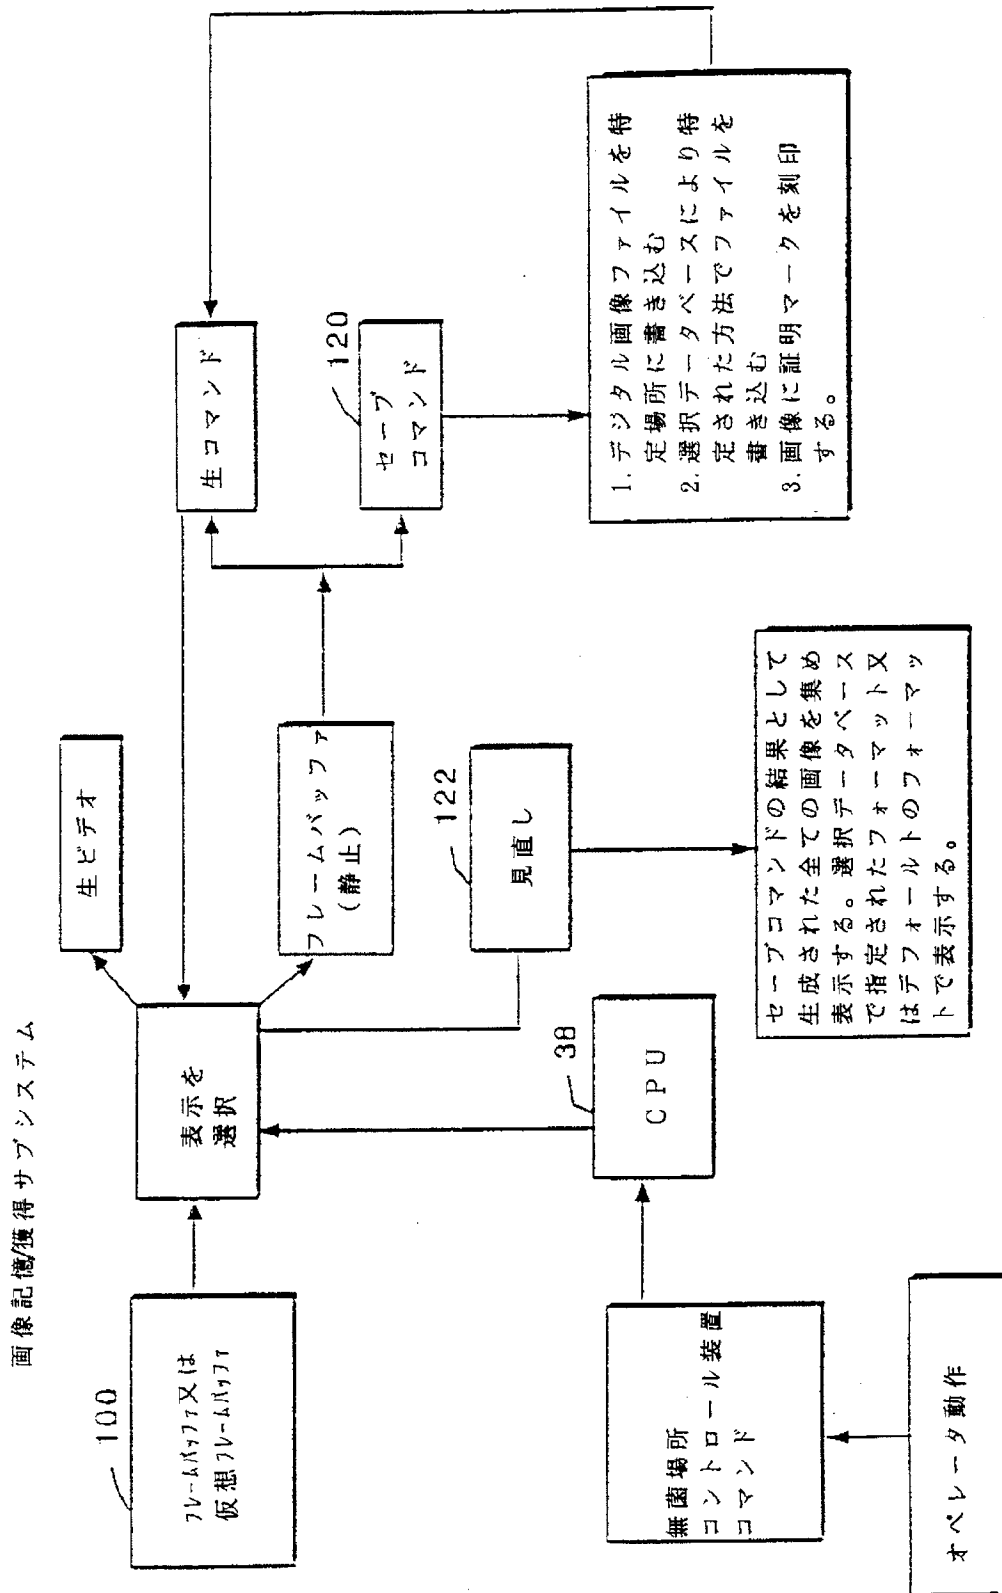 画像記憶/獲得サブシステム
100
フレームバッファ又は
仮想フレームバッファ
表示を
選択
生ビデオ
フレームバッファ
(静止)
生コマンド
120
セーブ
コマンド
1. デジタル画像ファイルを特
定場所に書き込む
2. 選択データベースにより特
定された方法でファイルを
書き込む
3. 画像に証明マークを刻印
する。
122
見直し
セーブコマンドの結果として
生成された全ての画像を集め
表示する。選択データベース
で指定されたフォーマット又
はデフォールトのフォーマッ
トで表示する。
38
CPU
無菌場所
コントロール装置
コマンド
オペレータ動作